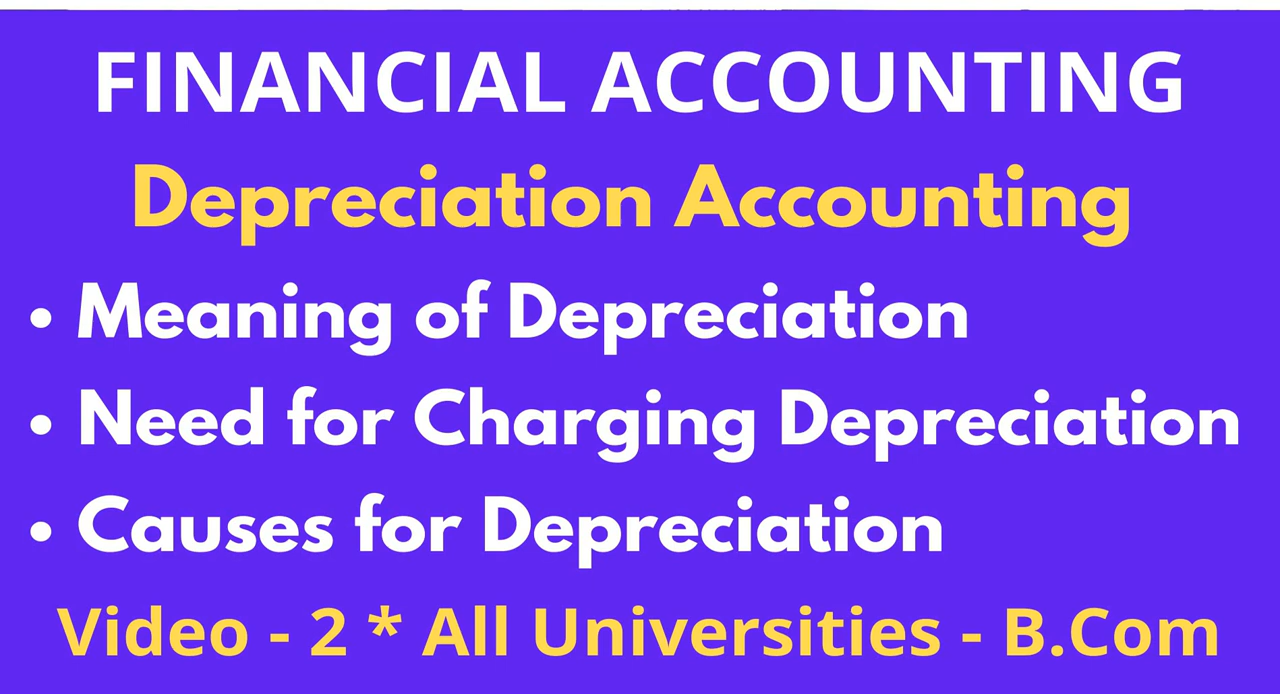 FINANCIAL ACCOUNTING
Depreciation Accounting
• Meaning of Depreciation
• Need for Charging Depreciation
• Causes for Depreciation
Video - 2 * All Universities - B.Com